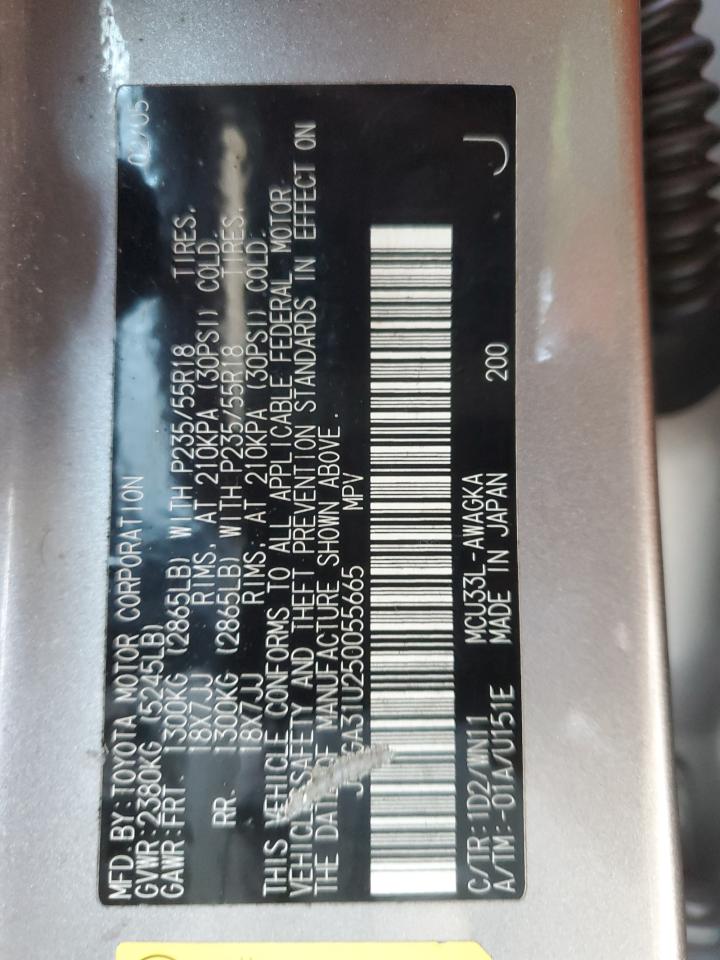 MFD.BY:TOYOTA MOTOR CORPORATION 02/05
GVWR:2380KG (5245LB)
GAWR:FRT. 1300KG (2865LB) WITH P235/55R18 TIRES,
18X7JJ RIMS, AT 210KPA (30PSI) COLD
RR. 1300KG (2865LB) WITH P235/55R18 TIRES,
18X7JJ RIMS, AT 210KPA (30PSI) COLD.
THIS VEHICLE CONFORMS TO ALL APPLICABLE FEDERAL MOTOR
VEHICLE SAFETY AND THEFT PREVENTION STANDARDS IN EFFECT ON
THE DATE OF MANUFACTURE SHOWN ABOVE.
GA31U250055665 MPV
C/TR:1D2/WN11 MCU33L-AWAGKA
A/TM:-01A/U151E MADE IN JAPAN 200 J